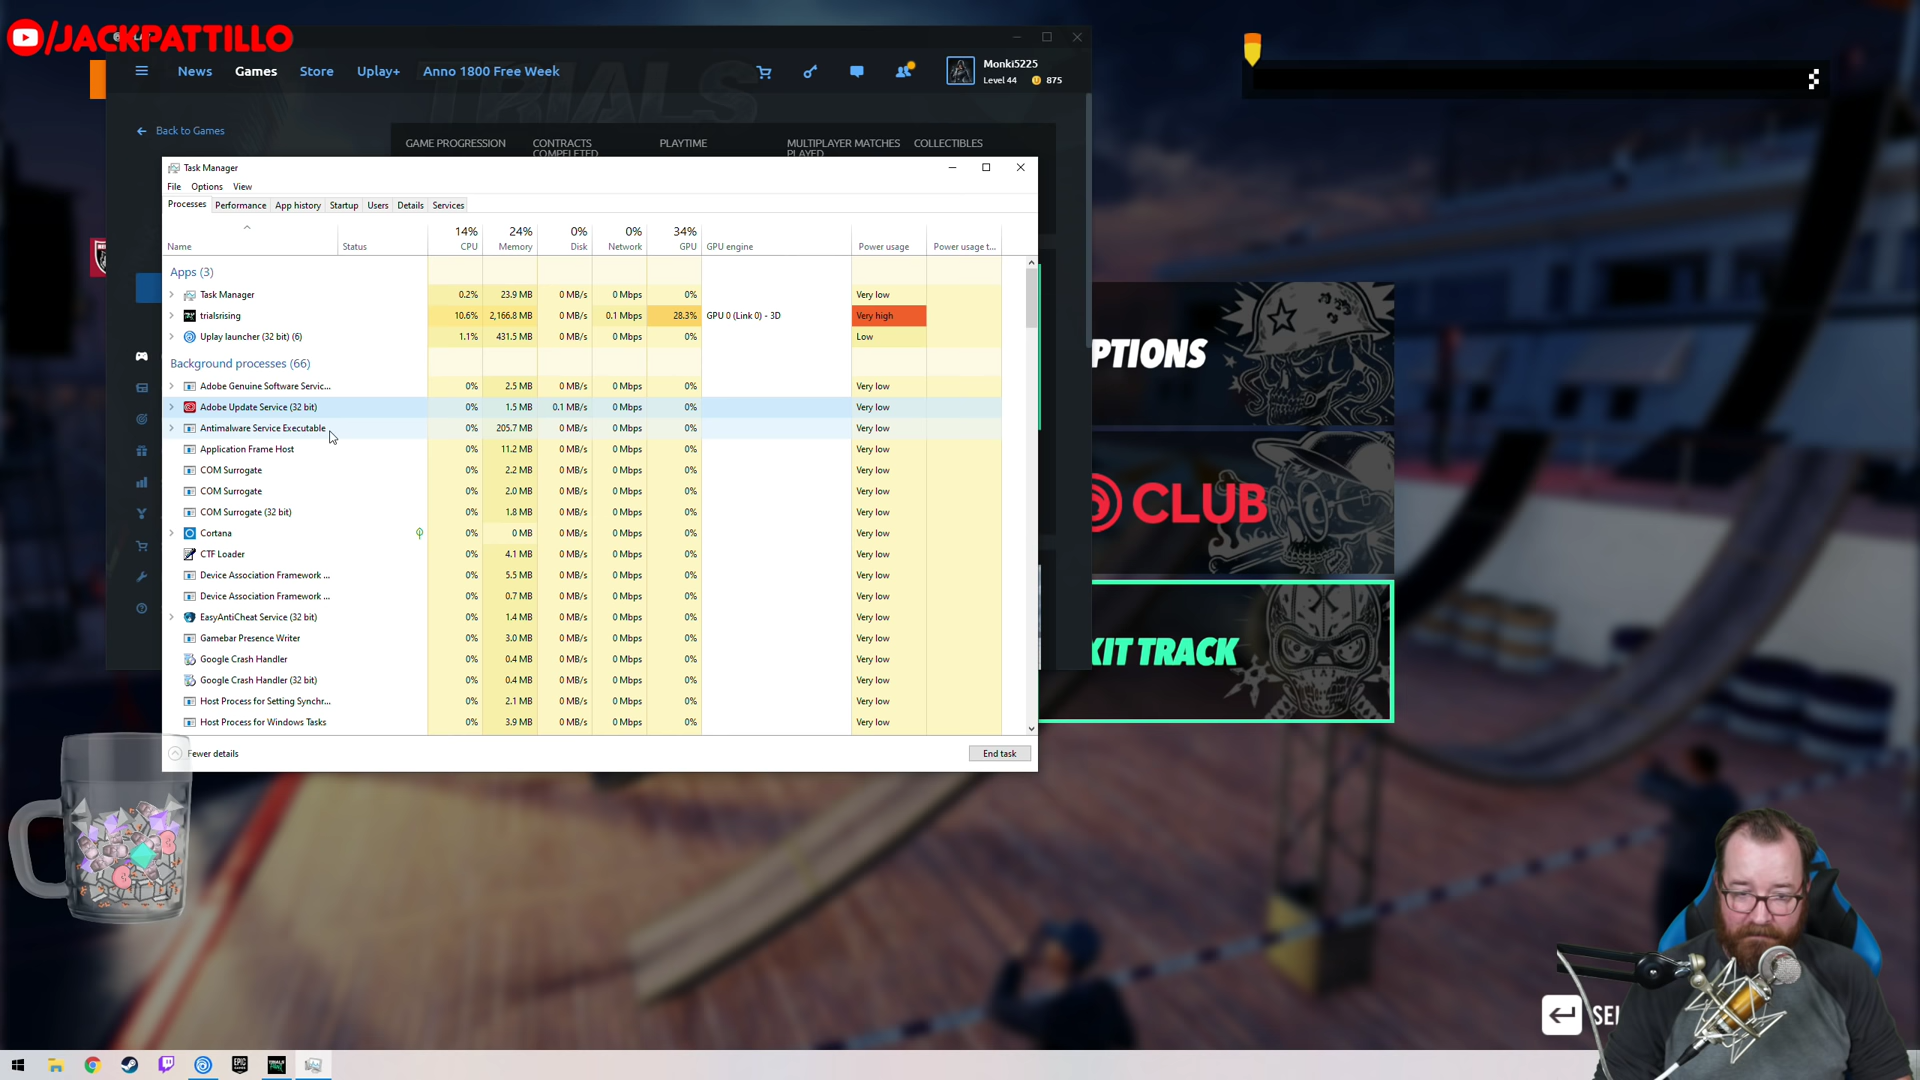 /JACKPATTILLO
News Games Store Uplay+ Anno 1800 Free Week
Monki5225
Level 44 875
TRIALS
Back to Games
GAME PROGRESSION CONTRACTS COMPLETED PLAYTIME MULTIPLAYER MATCHES PLAYED COLLECTIBLES
Task Manager
File Options View
Processes Performance App history Startup Users Details Services
14% 24% 0% 0% 34%
Name Status CPU Memory Disk Network GPU GPU engine Power usage Power usage t...
Apps (3)
Task Manager 0.2% 23.9 MB 0 MB/s 0 Mbps 0% Very low
trialsrising 10.6% 2,166.8 MB 0 MB/s 0.1 Mbps 28.3% GPU 0 (Link 0) - 3D Very high
Uplay launcher (32 bit) (6) 1.1% 431.5 MB 0 MB/s 0 Mbps 0% Low
Background processes (66)
Adobe Genuine Software Servic... 0% 2.5 MB 0 MB/s 0 Mbps 0% Very low
Adobe Update Service (32 bit) 0% 1.5 MB 0.1 MB/s 0 Mbps 0% Very low
Antimalware Service Executable 0% 205.7 MB 0 MB/s 0 Mbps 0% Very low
Application Frame Host 0% 11.2 MB 0 MB/s 0 Mbps 0% Very low
COM Surrogate 0% 2.2 MB 0 MB/s 0 Mbps 0% Very low
COM Surrogate 0% 2.0 MB 0 MB/s 0 Mbps 0% Very low
COM Surrogate (32 bit) 0% 1.8 MB 0 MB/s 0 Mbps 0% Very low
Cortana 0% 0 MB 0 MB/s 0 Mbps 0% Very low
CTF Loader 0% 4.1 MB 0 MB/s 0 Mbps 0% Very low
Device Association Framework ... 0% 5.5 MB 0 MB/s 0 Mbps 0% Very low
Device Association Framework ... 0% 0.7 MB 0 MB/s 0 Mbps 0% Very low
EasyAntiCheat Service (32 bit) 0% 1.4 MB 0 MB/s 0 Mbps 0% Very low
Gamebar Presence Writer 0% 3.0 MB 0 MB/s 0 Mbps 0% Very low
Google Crash Handler 0% 0.4 MB 0 MB/s 0 Mbps 0% Very low
Google Crash Handler (32 bit) 0% 0.4 MB 0 MB/s 0 Mbps 0% Very low
Host Process for Setting Synchr... 0% 2.1 MB 0 MB/s 0 Mbps 0% Very low
Host Process for Windows Tasks 0% 3.9 MB 0 MB/s 0 Mbps 0% Very low
Fewer details End task
PTIONS
CLUB
XIT TRACK
SE
EPIC